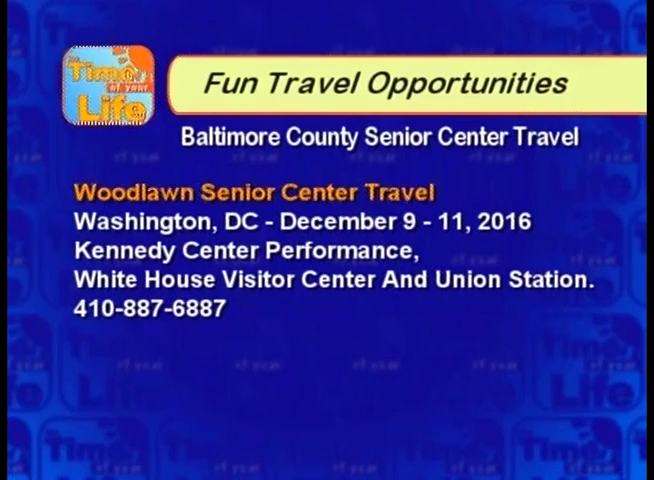 Time
of your
Life
Fun Travel Opportunities
Baltimore County Senior Center Travel
Woodlawn Senior Center Travel
Washington, DC - December 9 - 11, 2016
Kennedy Center Performance,
White House Visitor Center And Union Station.
410-887-6887